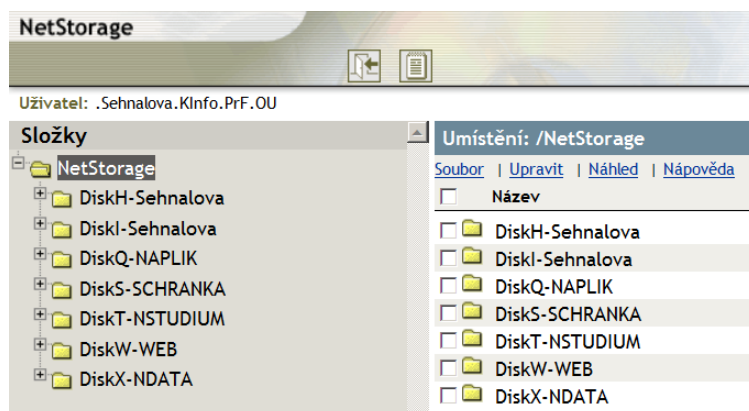 NetStorage
Uživatel: .Sehnalova.KInfo.PrF.OU
Složky
NetStorage
DiskH-Sehnalova
DiskI-Sehnalova
DiskQ-NAPLIK
DiskS-SCHRANKA
DiskT-NSTUDIUM
DiskW-WEB
DiskX-NDATA
Umístění: /NetStorage
Soubor | Upravit | Náhled | Nápověda
Název
DiskH-Sehnalova
DiskI-Sehnalova
DiskQ-NAPLIK
DiskS-SCHRANKA
DiskT-NSTUDIUM
DiskW-WEB
DiskX-NDATA